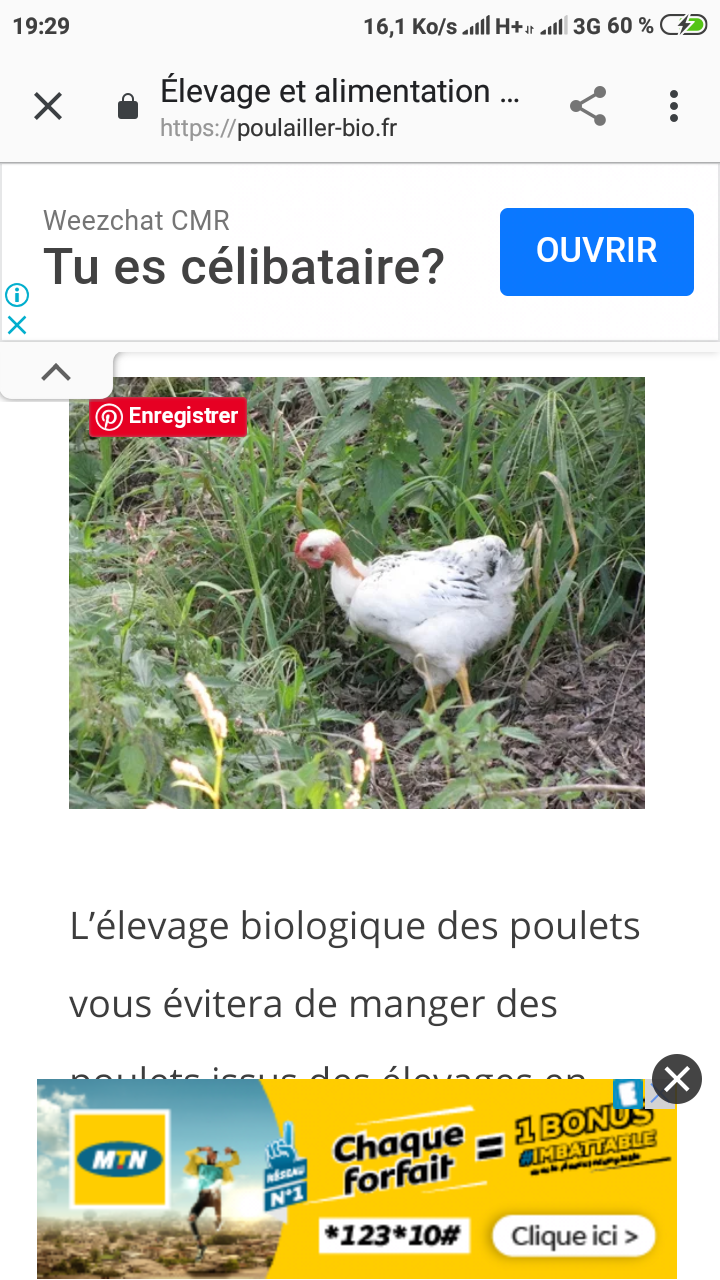 19:29 16,1 Ko/s H+ 3G 60 %
Élevage et alimentation ...
https://poulailler-bio.fr
Weezchat CMR
Tu es célibataire?
OUVRIR
Enregistrer
L’élevage biologique des poulets
vous évitera de manger des
poulets issus des élevages en
MTN
RÉSEAU
N°1
Chaque
forfait
=
1 BONUS
#IMBATTABLE
*123*10#
Clique ici >